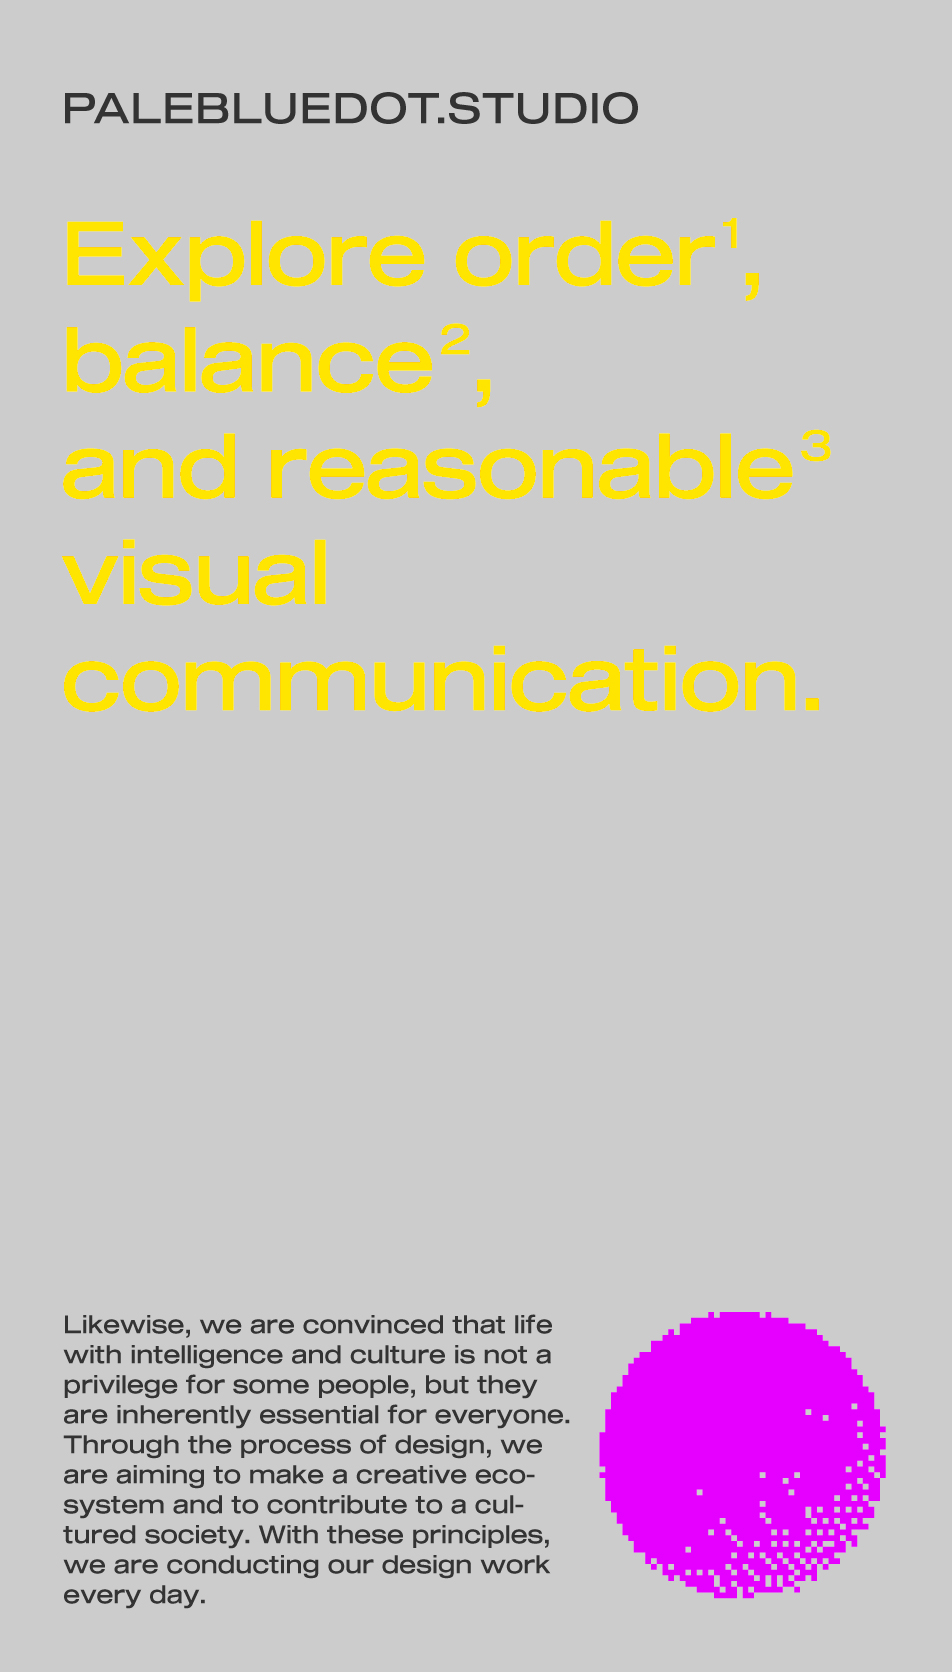 PALEBLUEDOT.STUDIO
Explore order¹,
balance²,
and reasonable³
visual
communication.
Likewise, we are convinced that life
with intelligence and culture is not a
privilege for some people, but they
are inherently essential for everyone.
Through the process of design, we
are aiming to make a creative eco-
system and to contribute to a cul-
tured society. With these principles,
we are conducting our design work
every day.